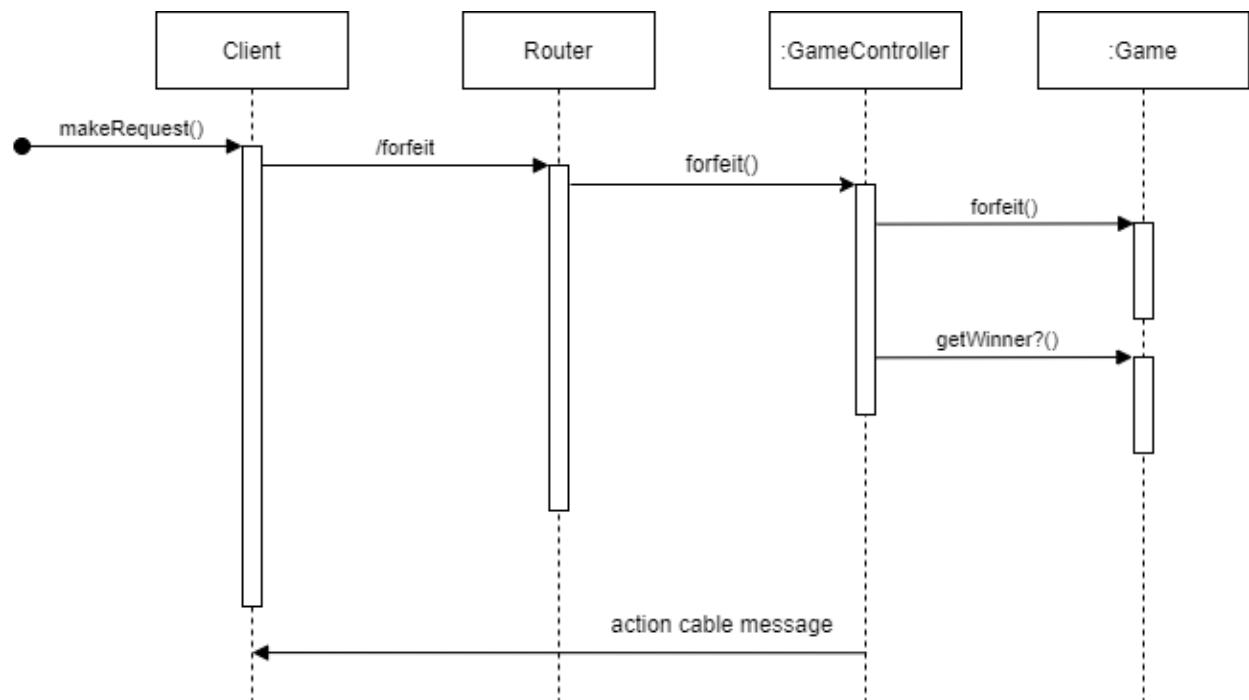 Client
Router
:GameController
:Game
makeRequest()
/forfeit
forfeit()
forfeit()
getWinner?()
action cable message